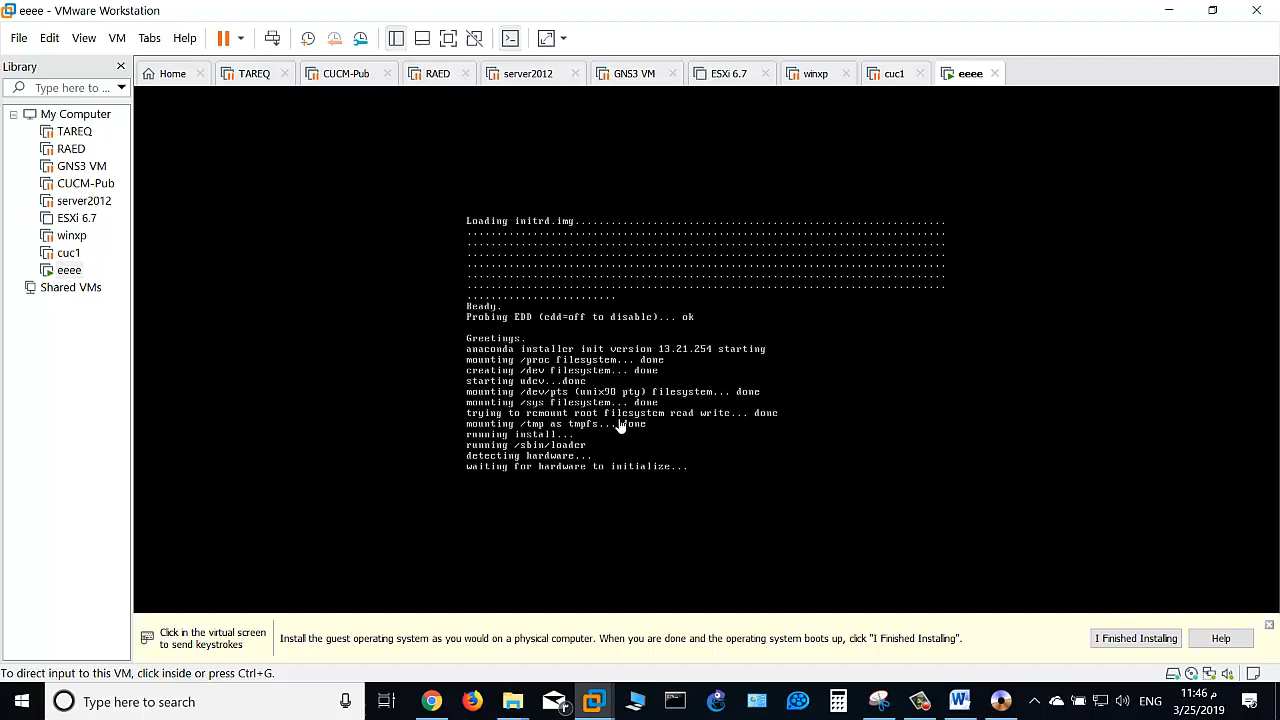 eeee - VMware Workstation
File Edit View VM Tabs Help
Library
Type here to ...
My Computer
TAREQ
RAED
GNS3 VM
CUCM-Pub
server2012
ESXi 6.7
winxp
cuc1
eeee
Shared VMs
Home TAREQ CUCM-Pub RAED server2012 GNS3 VM ESXi 6.7 winxp cuc1 eeee
Loading initrd.img...............................................................
................................................................................
................................................................................
................................................................................
................................................................................
................................................................................
.........................
Ready.
Probing EDD (edd=off to disable)... ok
Greetings.
anaconda installer init version 13.21.254 starting
mounting /proc filesystem... done
creating /dev filesystem... done
starting udev...done
mounting /dev/pts (unix98 pty) filesystem... done
mounting /sys filesystem... done
trying to remount root filesystem read write... done
mounting /tmp as tmpfs... done
running install...
running /sbin/loader
detecting hardware...
waiting for hardware to initialize...
Click in the virtual screen
to send keystrokes
Install the guest operating system as you would on a physical computer. When you are done and the operating system boots up, click "I Finished Installing".
I Finished Installing
Help
To direct input to this VM, click inside or press Ctrl+G.
Type here to search
ENG
11:46 م
3/25/2019